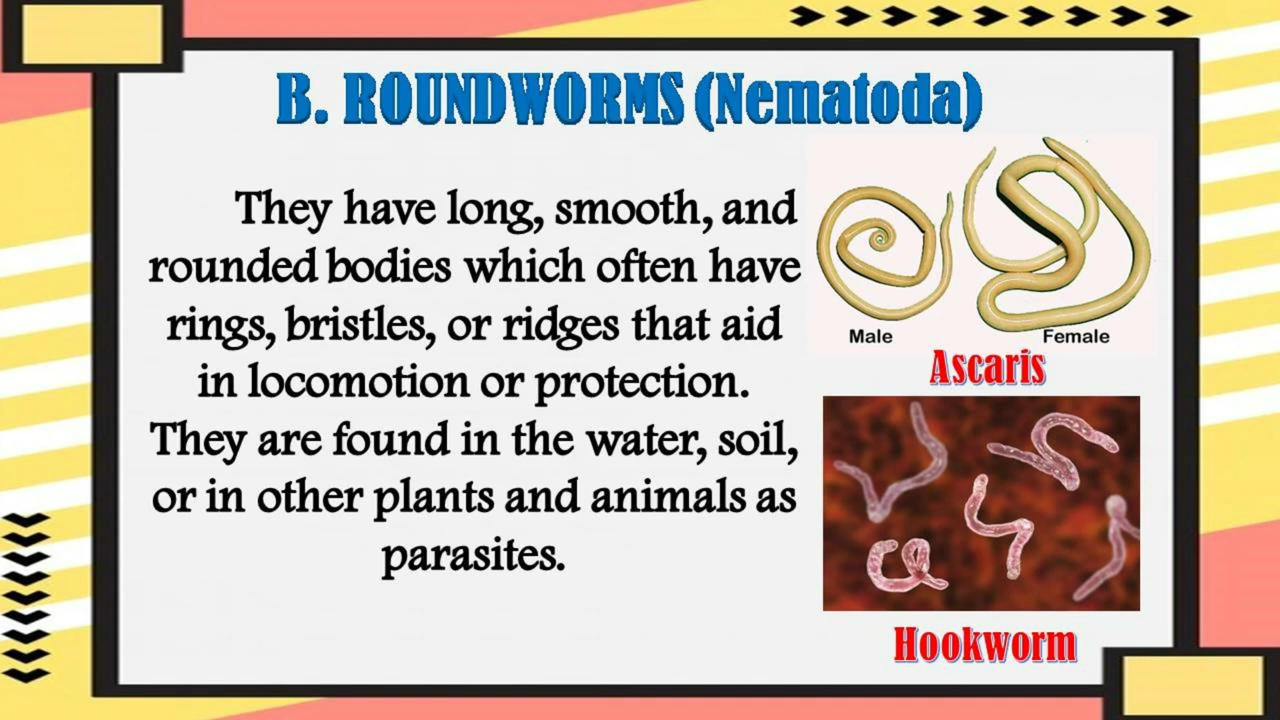 B. ROUNDWORMS (Nematoda)
They have long, smooth, and
rounded bodies which often have
rings, bristles, or ridges that aid
in locomotion or protection.
They are found in the water, soil,
or in other plants and animals as
parasites.
Male
Female
Ascaris
Hookworm